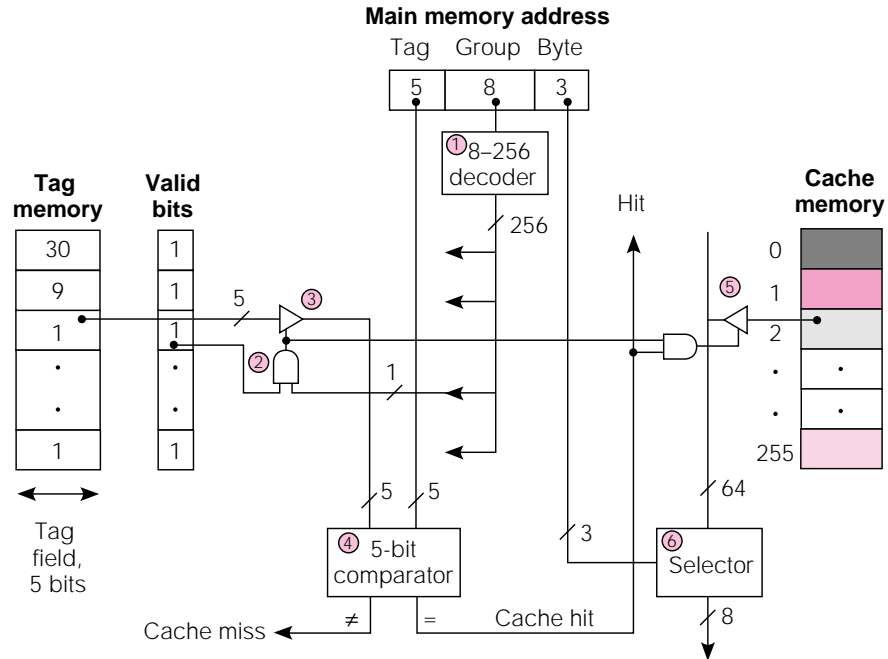 Main memory address
Tag Group Byte
5 8 3
1 8–256
decoder
256
Tag
memory
Valid
bits
Hit
Cache
memory
30
9
1
.
.
1
1
1
1
.
.
1
5
3
2
1
0
1
2
.
.
255
5
.
.
5
5
64
3
Tag
field,
5 bits
4 5-bit
comparator
6
Selector
≠
=
Cache miss
Cache hit
8